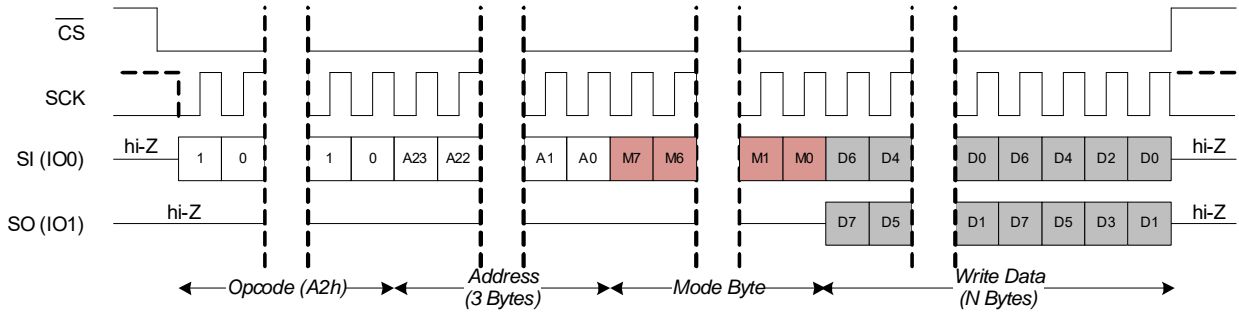 CS
SCK
SI (IO0) hi-Z 1 0 1 0 A23 A22 A1 A0 M7 M6 M1 M0 D6 D4 D0 D6 D4 D2 D0 hi-Z
SO (IO1) hi-Z D7 D5 D1 D7 D5 D3 D1 hi-Z
Opcode (A2h) Address Mode Byte Write Data
(3 Bytes) (N Bytes)